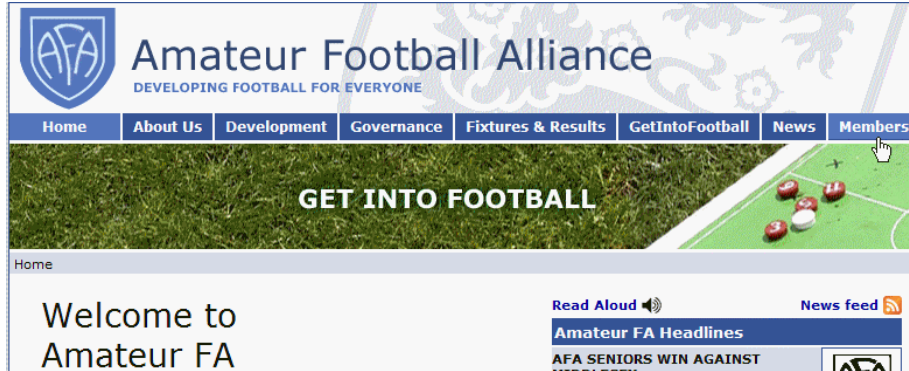 AFA
Amateur Football Alliance
DEVELOPING FOOTBALL FOR EVERYONE
Home About Us Development Governance Fixtures & Results GetIntoFootball News Members
GET INTO FOOTBALL
Home
Welcome to
Amateur FA
Read Aloud News feed
Amateur FA Headlines
AFA SENIORS WIN AGAINST
AFA